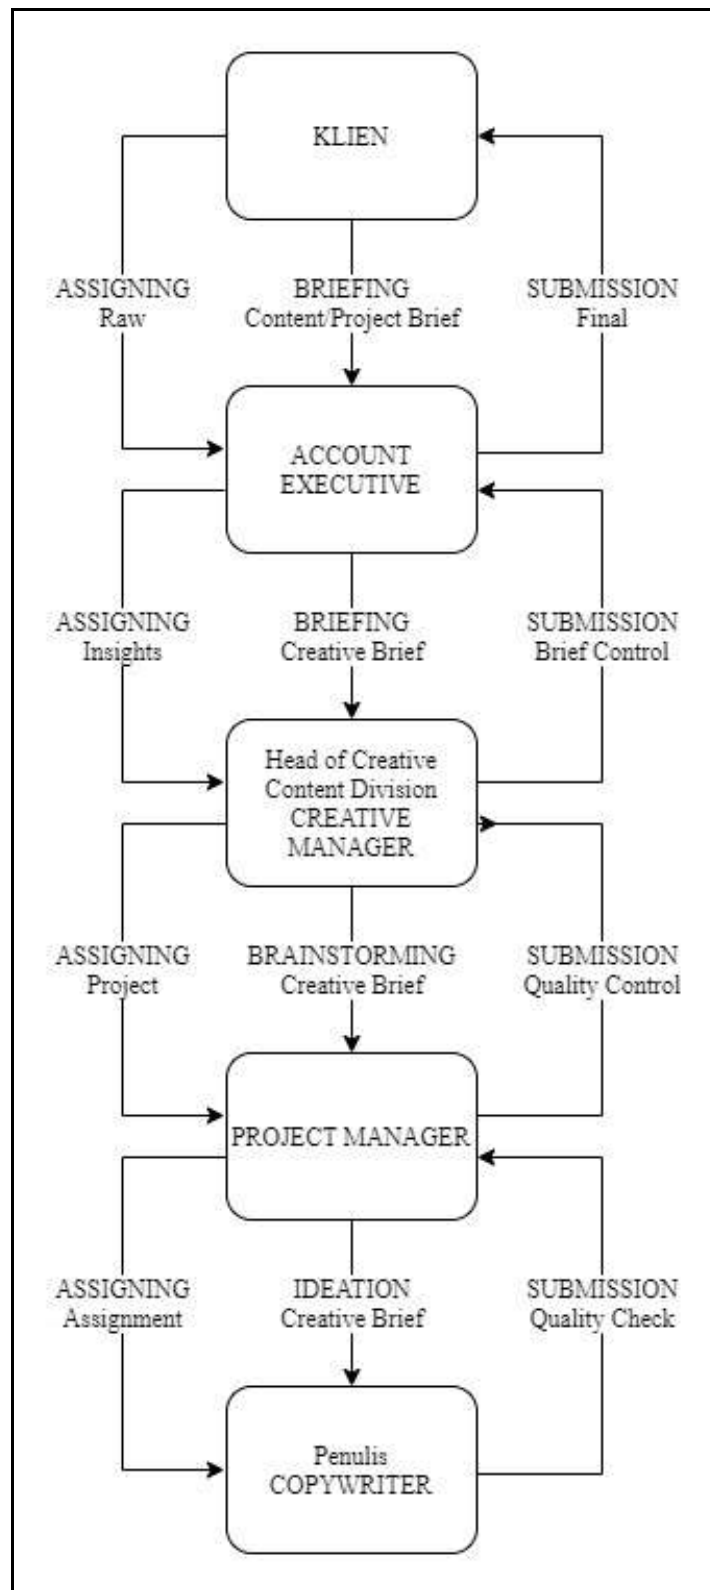 KLIEN
ASSIGNING
Raw
BRIEFING
Content/Project Brief
SUBMISSION
Final
ACCOUNT
EXECUTIVE
ASSIGNING
Insights
BRIEFING
Creative Brief
SUBMISSION
Brief Control
Head of Creative
Content Division
CREATIVE
MANAGER
ASSIGNING
Project
BRAINSTORMING
Creative Brief
SUBMISSION
Quality Control
PROJECT MANAGER
ASSIGNING
Assignment
IDEATION
Creative Brief
SUBMISSION
Quality Check
Penulis
COPYWRITER